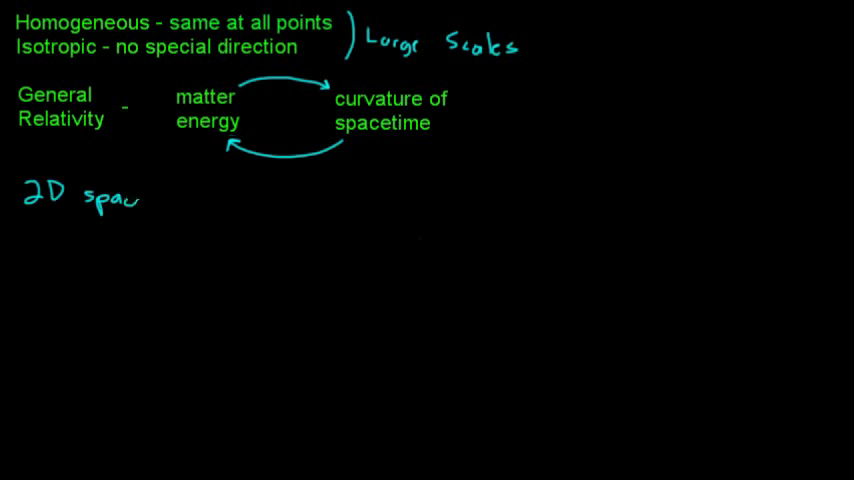 Homogeneous - same at all points
Isotropic - no special direction
) Large Scales
General Relativity -
matter energy
curvature of spacetime
2D spac